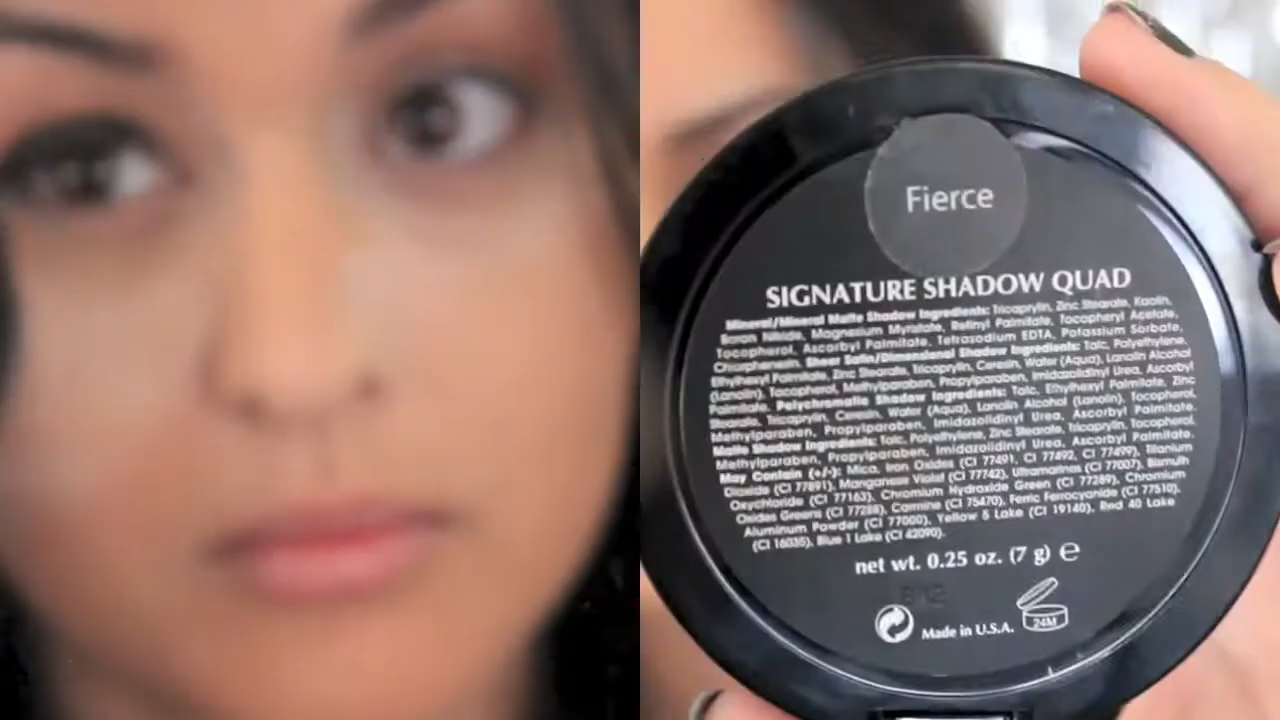 Fierce
SIGNATURE SHADOW QUAD
Mineral/Mineral Matte Shadow Ingredients: Tricaprylin, Zinc Stearate, Kaolin,
Boron Nitride, Magnesium Myristate, Retinyl Palmitate, Tocopheryl Acetate,
Tocopherol, Ascorbyl Palmitate, Tetrasodium EDTA, Potassium Sorbate,
Chlorphenesin. Sheer Satin/Dimensional Shadow Ingredients: Talc, Polyethylene,
Ethylhexyl Palmitate, Zinc Stearate, Tricaprylin, Ceresin, Water (Aqua), Lanolin Alcohol
(Lanolin), Tocopherol, Methylparaben, Propylparaben, Imidazolidinyl Urea, Ascorbyl
Palmitate. Polychromatic Shadow Ingredients: Talc, Ethylhexyl Palmitate, Zinc
Stearate, Tricaprylin, Ceresin, Water (Aqua), Lanolin Alcohol (Lanolin), Tocopherol,
Methylparaben, Propylparaben, Imidazolidinyl Urea, Ascorbyl Palmitate.
Matte Shadow Ingredients: Talc, Polyethylene, Zinc Stearate, Tricaprylin, Tocopherol,
Methylparaben, Propylparaben, Imidazolidinyl Urea, Ascorbyl Palmitate.
May Contain (+/-): Mica, Iron Oxides (CI 77491, CI 77492, CI 77499), Titanium
Dioxide (CI 77891), Manganese Violet (CI 77742), Ultramarines (CI 77007), Bismuth
Oxychloride (CI 77163), Chromium Hydroxide Green (CI 77289), Chromium
Oxides Greens (CI 77288), Carmine (CI 75470), Ferric Ferrocyanide (CI 77510),
Aluminum Powder (CI 77000), Yellow 5 Lake (CI 19140), Red 40 Lake
(CI 16035), Blue 1 Lake (CI 42090).
net wt. 0.25 oz. (7 g) e
Made in U.S.A. 24M